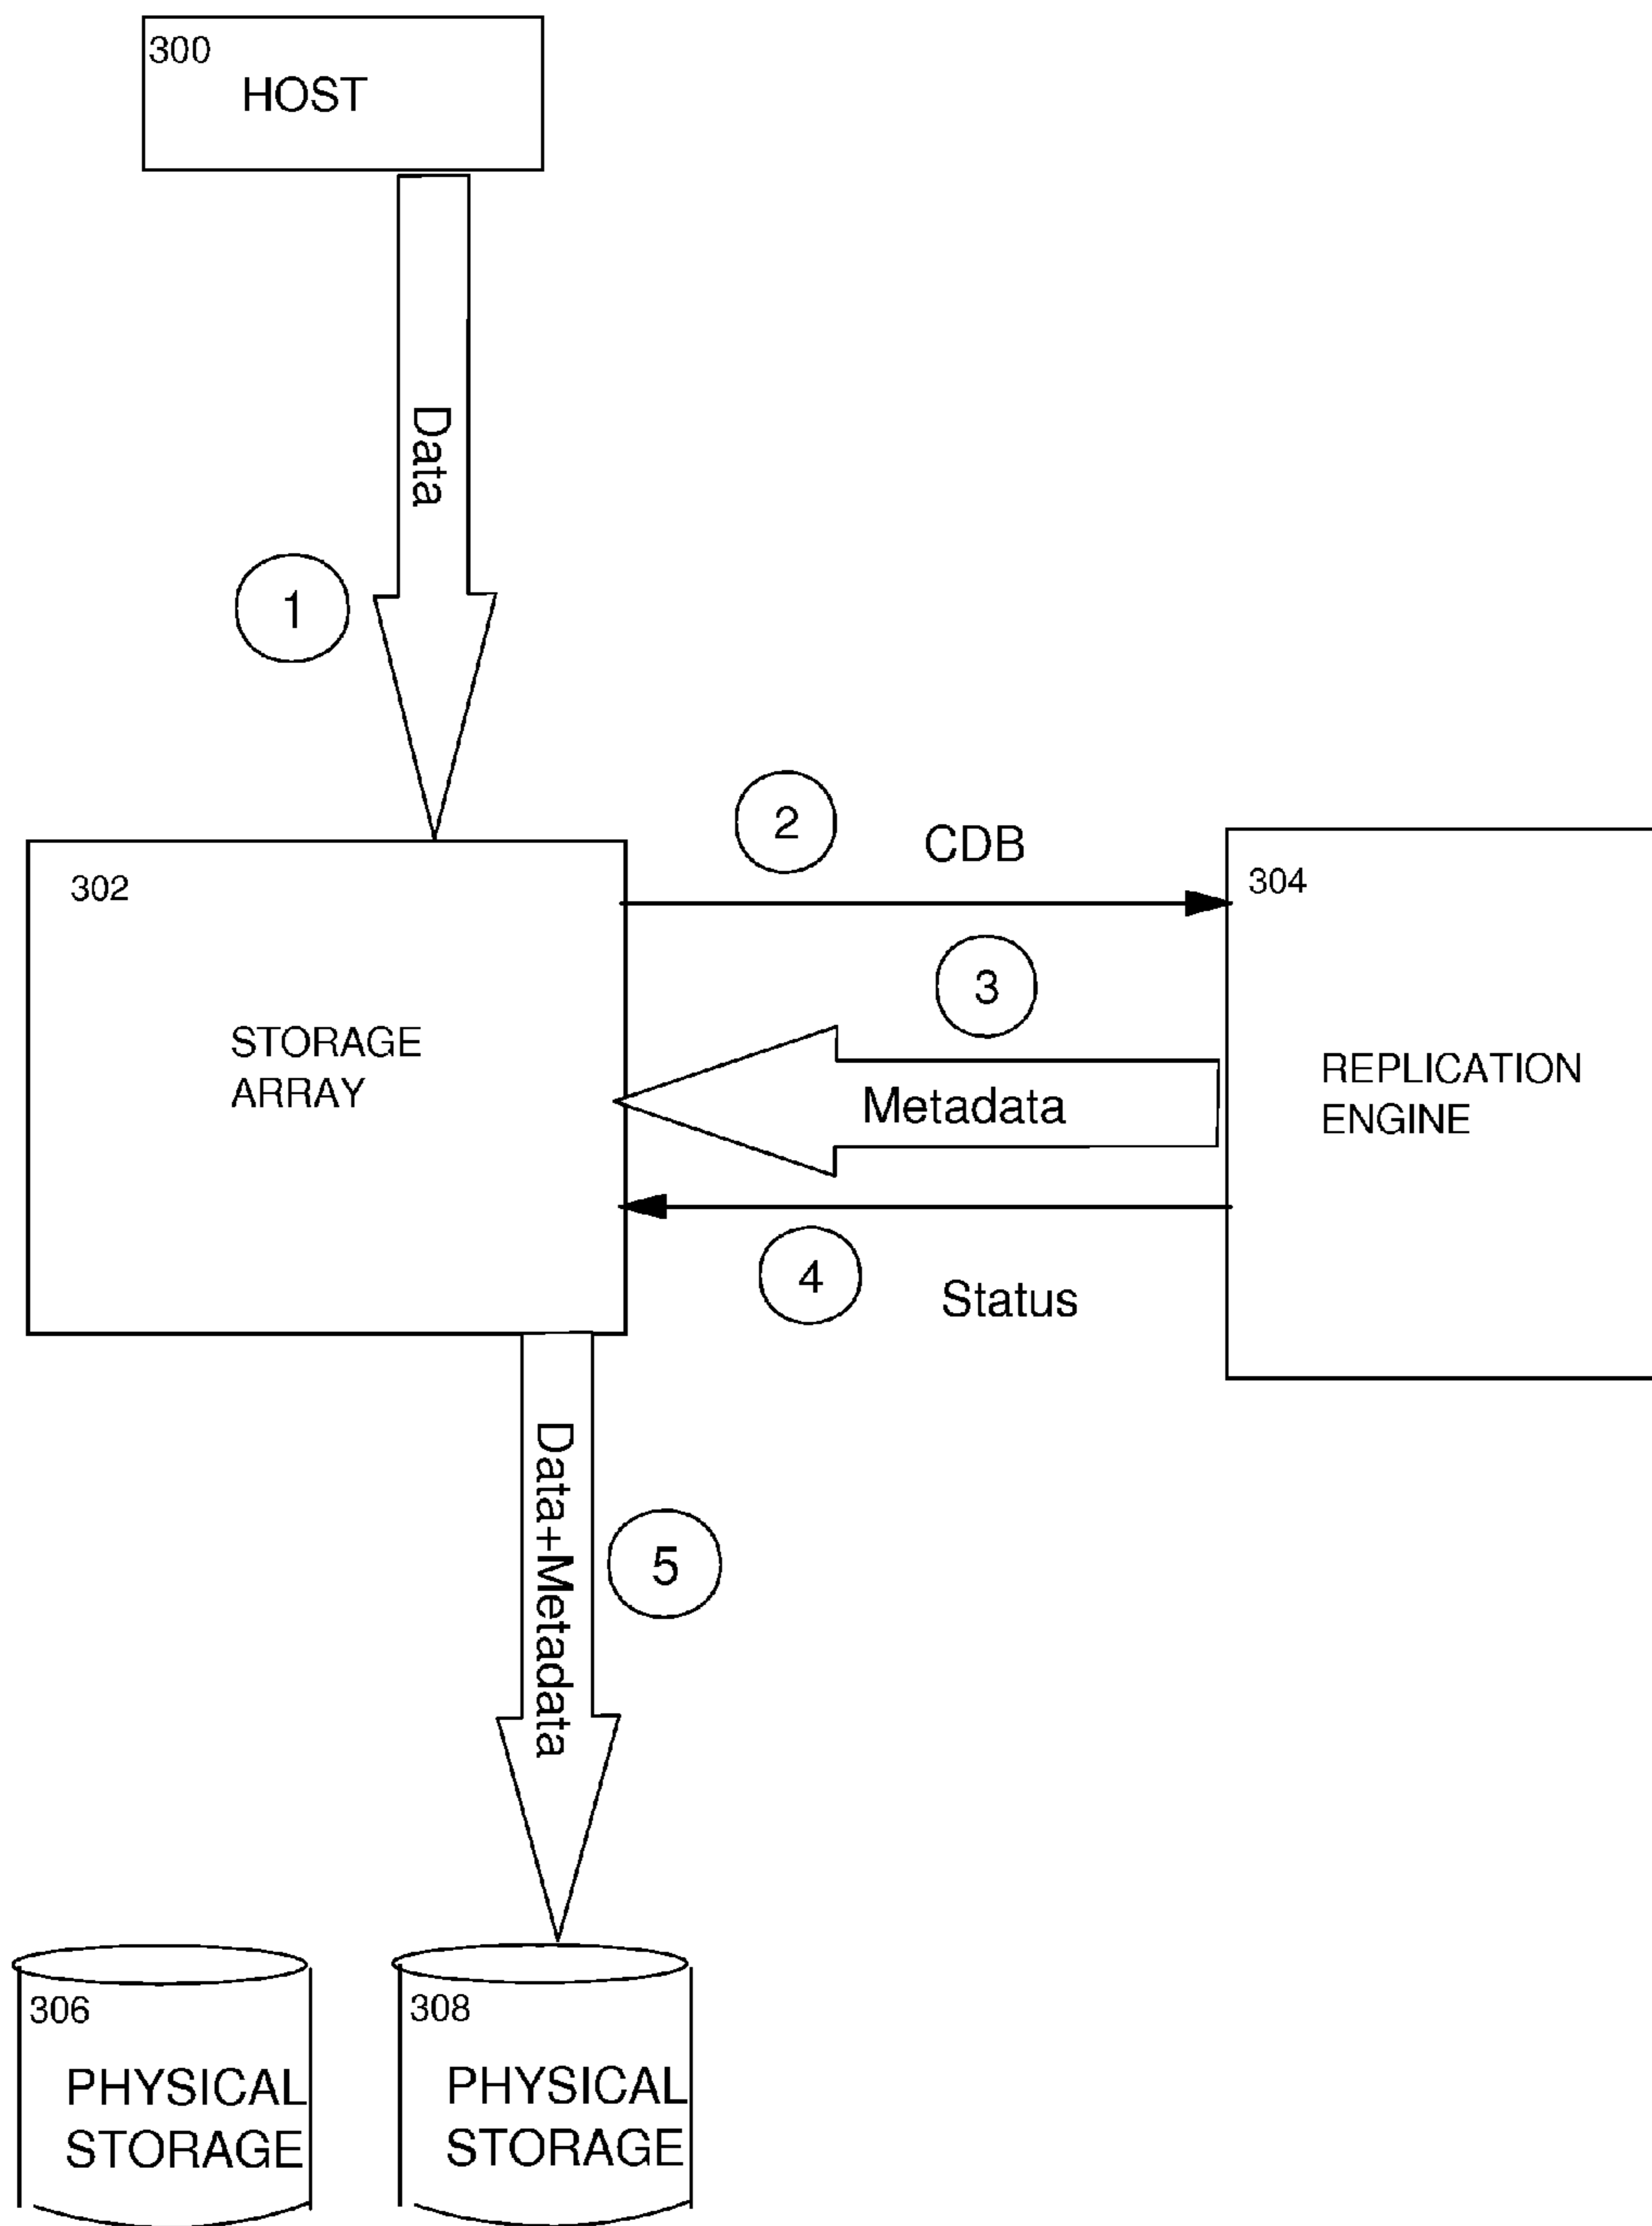 300
HOST
Data
1
2
CDB
302
304
3
STORAGE
ARRAY
Metadata
REPLICATION
ENGINE
4
Status
Data+Metadata
5
306
PHYSICAL
STORAGE
308
PHYSICAL
STORAGE